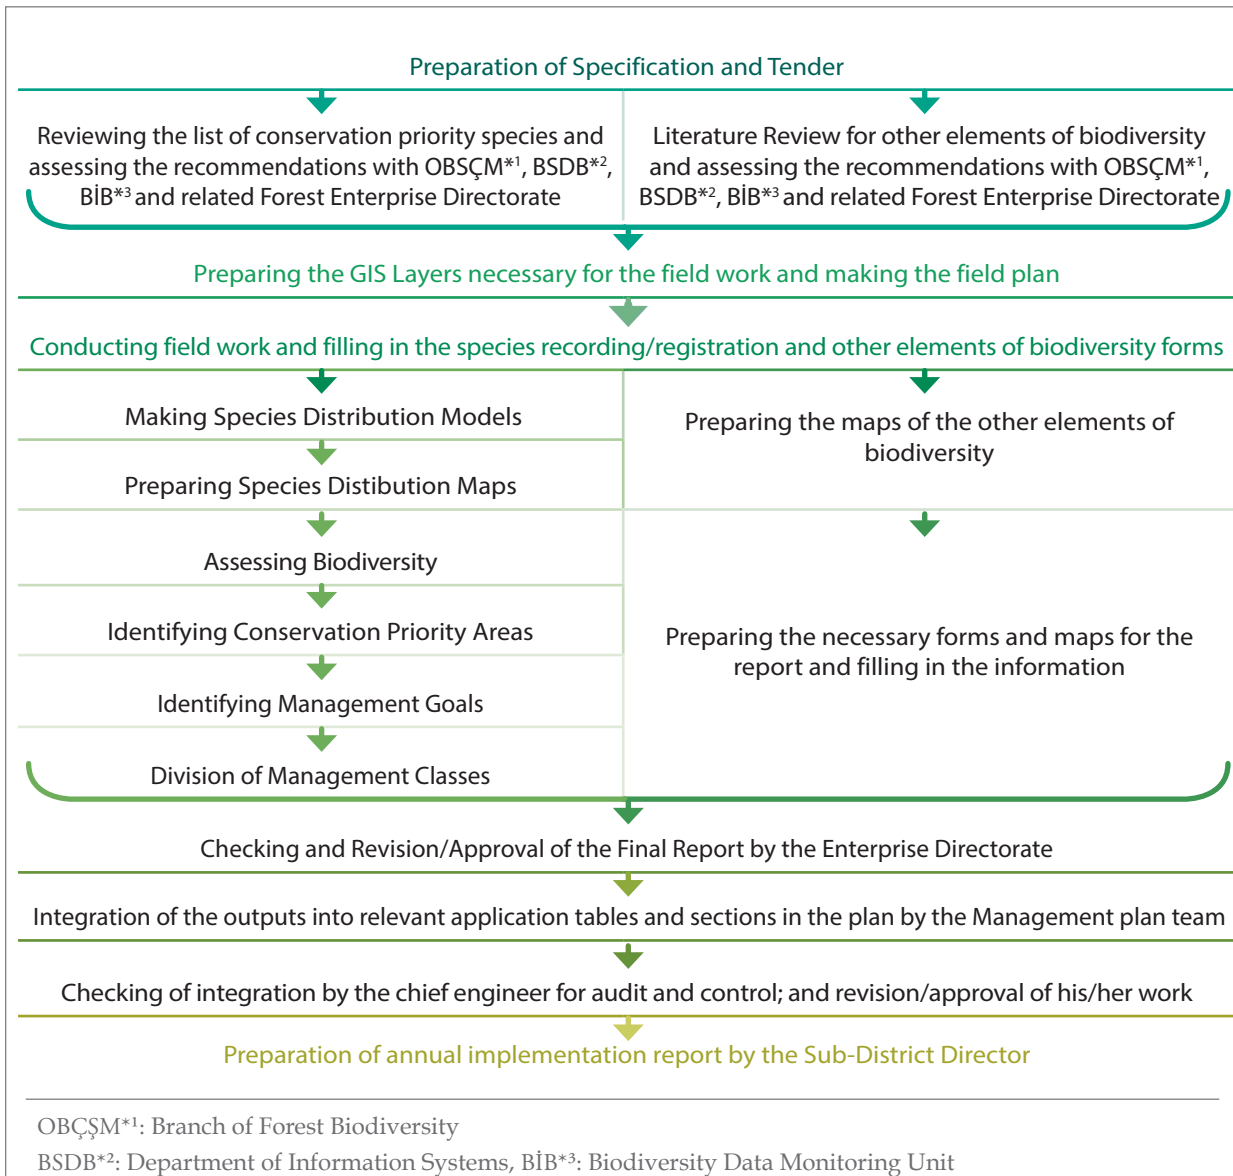 Preparation of Specification and Tender
Reviewing the list of conservation priority species and
assessing the recommendations with OBSÇM*1, BSDB*2,
BİB*3 and related Forest Enterprise Directorate
Literature Review for other elements of biodiversity
and assessing the recommendations with OBSÇM*1,
BSDB*2, BİB*3 and related Forest Enterprise Directorate
Preparing the GIS Layers necessary for the field work and making the field plan
Conducting field work and filling in the species recording/registration and other elements of biodiversity forms
Making Species Distribution Models
Preparing Species Distibution Maps
Assessing Biodiversity
Identifying Conservation Priority Areas
Identifying Management Goals
Division of Management Classes
Preparing the maps of the other elements of
biodiversity
Preparing the necessary forms and maps for the
report and filling in the information
Checking and Revision/Approval of the Final Report by the Enterprise Directorate
Integration of the outputs into relevant application tables and sections in the plan by the Management plan team
Checking of integration by the chief engineer for audit and control; and revision/approval of his/her work
Preparation of annual implementation report by the Sub-District Director
OBÇŞM*1: Branch of Forest Biodiversity
BSDB*2: Department of Information Systems, BİB*3: Biodiversity Data Monitoring Unit